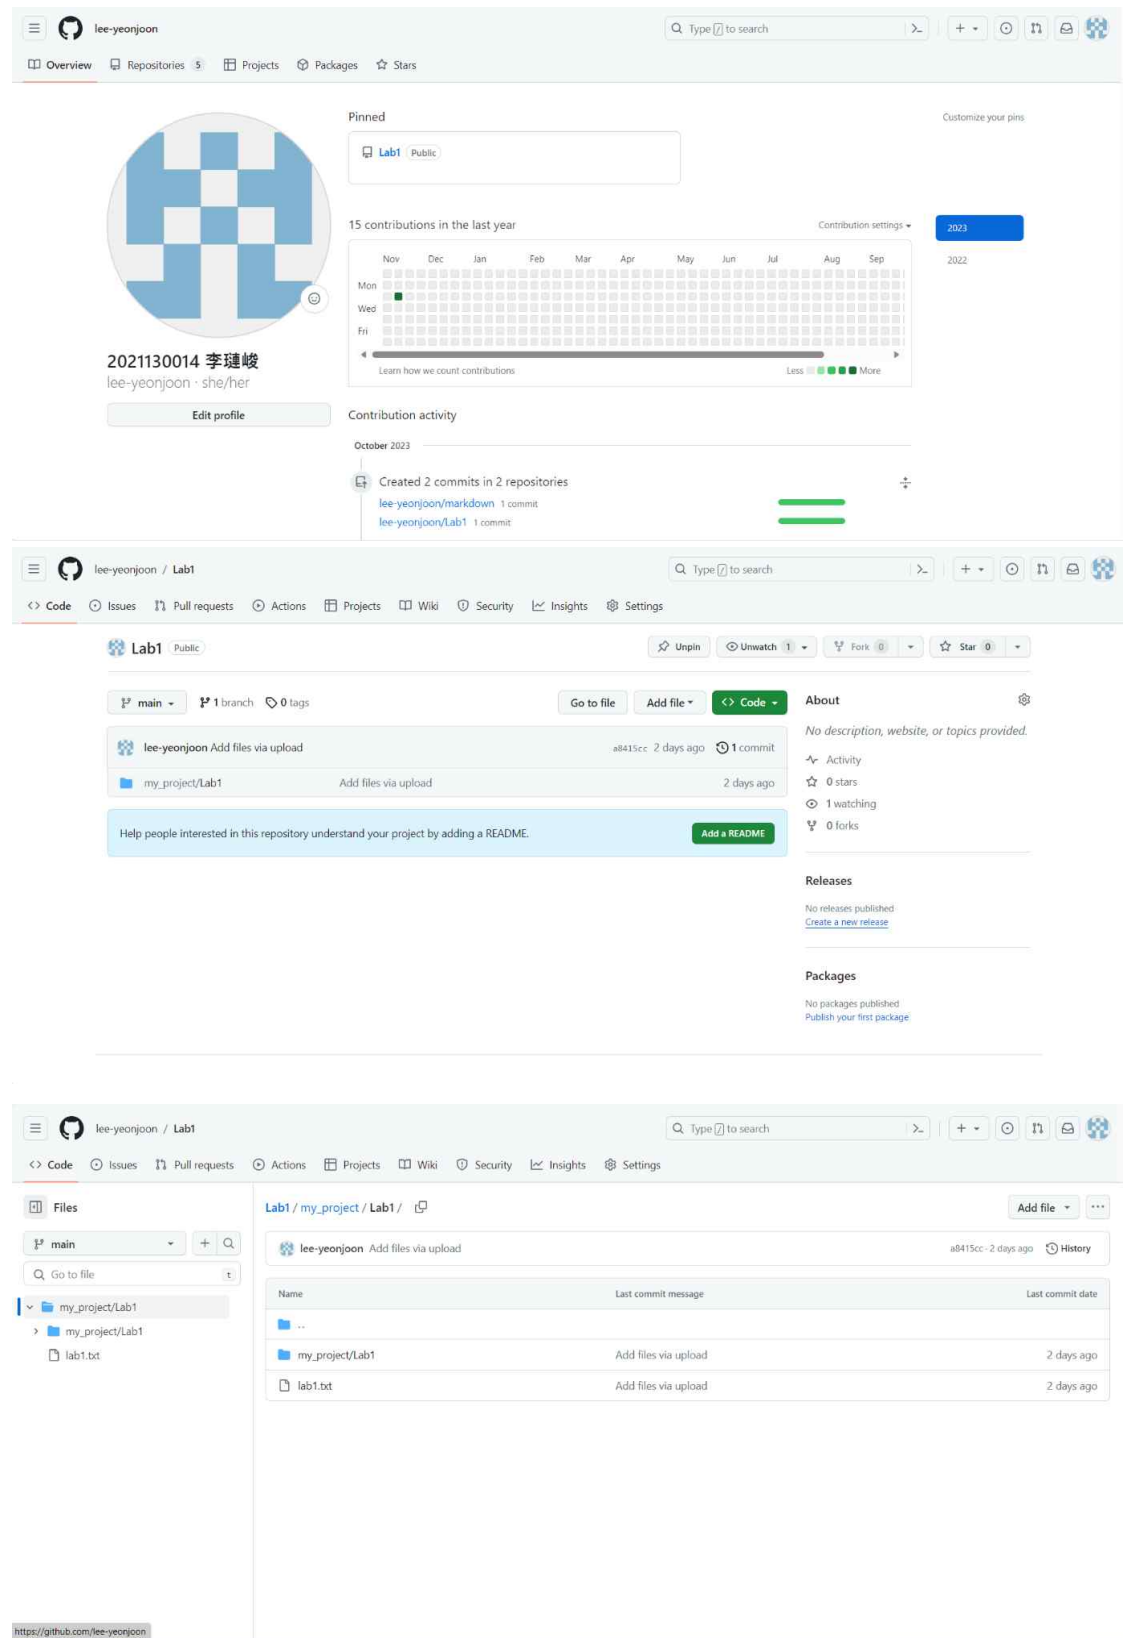 lee-yeonjoon
Type / to search
Overview Repositories 5 Projects Packages Stars
Pinned Customize your pins
Lab1 Public
15 contributions in the last year Contribution settings 2023
2022
Nov Dec Jan Feb Mar Apr May Jun Jul Aug Sep
Mon
Wed
Fri
Learn how we count contributions Less More
2021130014 李璉峻
lee-yeonjoon · she/her
Edit profile
Contribution activity
October 2023
Created 2 commits in 2 repositories
lee-yeonjoon/markdown 1 commit
lee-yeonjoon/Lab1 1 commit
lee-yeonjoon / Lab1 Type / to search
Code Issues Pull requests Actions Projects Wiki Security Insights Settings
Lab1 Public Unpin Unwatch 1 Fork 0 Star 0
main 1 branch 0 tags Go to file Add file Code
lee-yeonjoon Add files via upload a8415cc 2 days ago 1 commit
my_project/Lab1 Add files via upload 2 days ago
Help people interested in this repository understand your project by adding a README. Add a README
About
No description, website, or topics provided.
Activity
0 stars
1 watching
0 forks
Releases
No releases published
Create a new release
Packages
No packages published
Publish your first package
lee-yeonjoon / Lab1 Type / to search
Code Issues Pull requests Actions Projects Wiki Security Insights Settings
Files
main
Go to file t
my_project/Lab1
my_project/Lab1
lab1.txt
Lab1 / my_project / Lab1 / Add file ...
lee-yeonjoon Add files via upload a8415cc · 2 days ago History
Name Last commit message Last commit date
..
my_project/Lab1 Add files via upload 2 days ago
lab1.txt Add files via upload 2 days ago
https://github.com/lee-yeonjoon